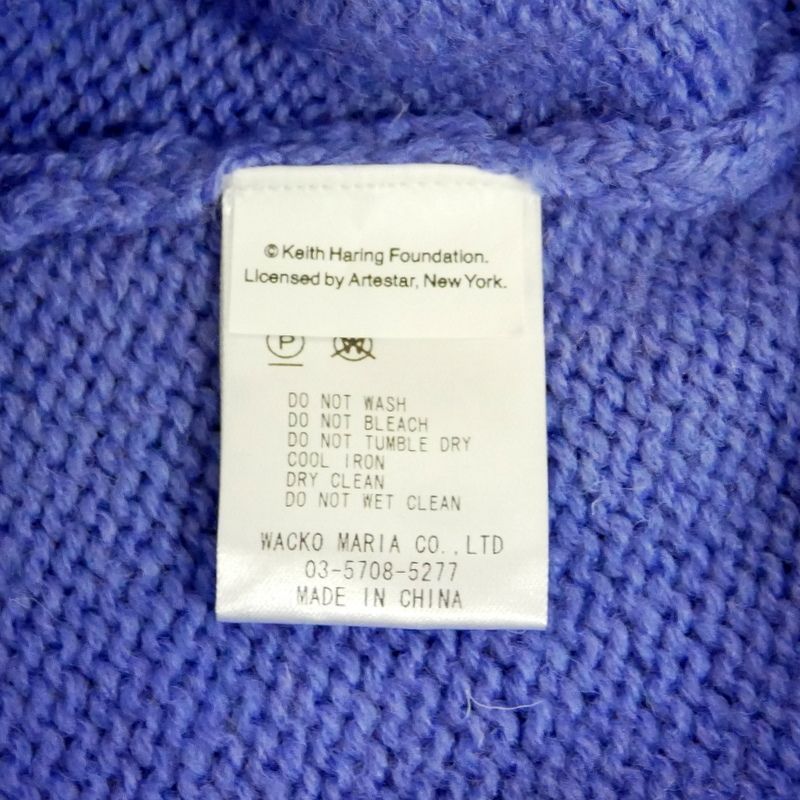 © Keith Haring Foundation.
Licensed by Artestar, New York.
P W
DO NOT WASH
DO NOT BLEACH
DO NOT TUMBLE DRY
COOL IRON
DRY CLEAN
DO NOT WET CLEAN
WACKO MARIA CO.,LTD
03-5708-5277
MADE IN CHINA